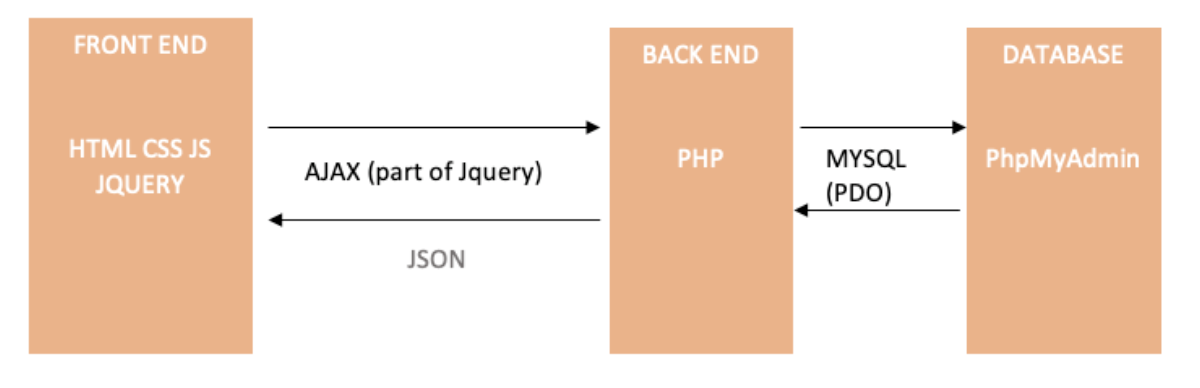 FRONT END
HTML CSS JS
JQUERY
AJAX (part of Jquery)
JSON
BACK END
PHP
MYSQL
(PDO)
DATABASE
PhpMyAdmin